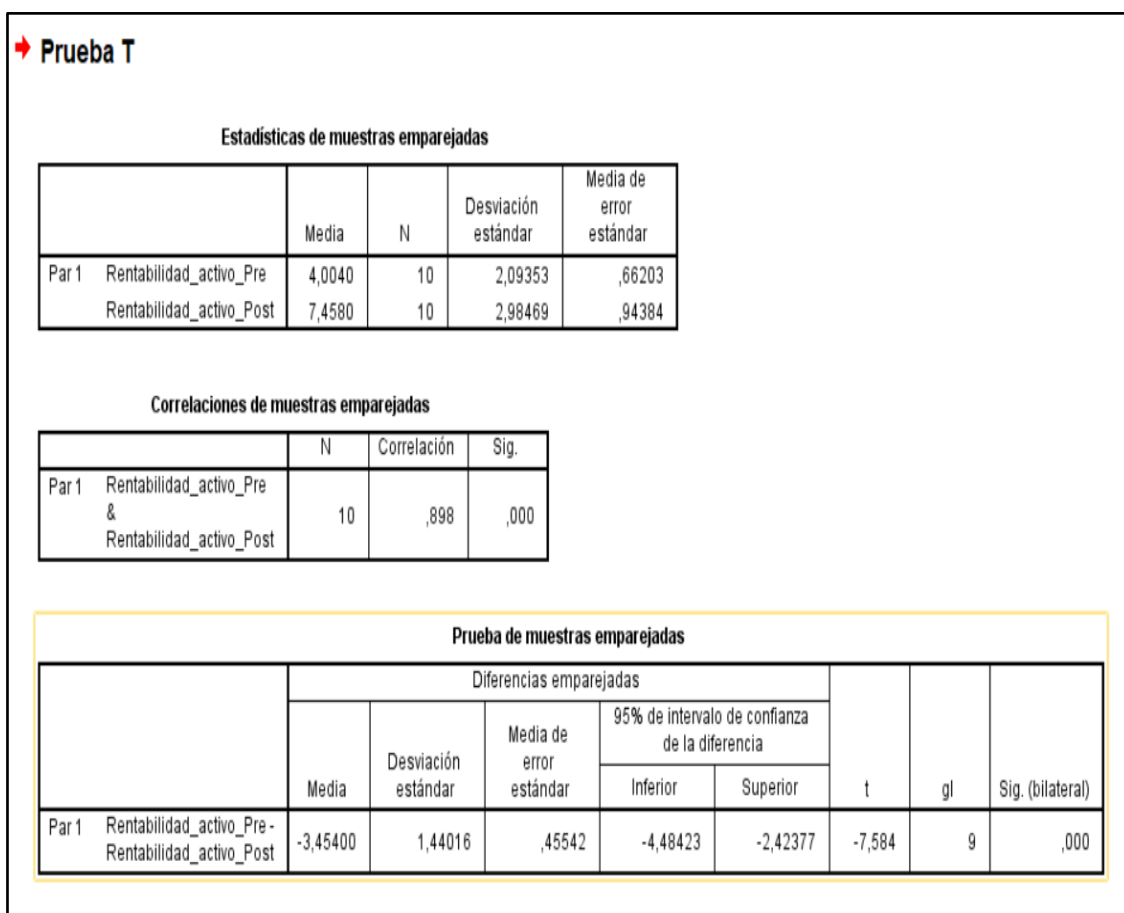 Prueba T
Estadísticas de muestras emparejadas
Media N Desviación estándar Media de error estándar
Par 1 Rentabilidad_activo_Pre 4,0040 10 2,09353 ,66203
Rentabilidad_activo_Post 7,4580 10 2,98469 ,94384
Correlaciones de muestras emparejadas
N Correlación Sig.
Par 1 Rentabilidad_activo_Pre
&
Rentabilidad_activo_Post 10 ,898 ,000
Prueba de muestras emparejadas
Diferencias emparejadas
95% de intervalo de confianza
de la diferencia
Media Desviación estándar Media de error estándar Inferior Superior t gl Sig. (bilateral)
Par 1 Rentabilidad_activo_Pre -
Rentabilidad_activo_Post -3,45400 1,44016 ,45542 -4,48423 -2,42377 -7,584 9 ,000